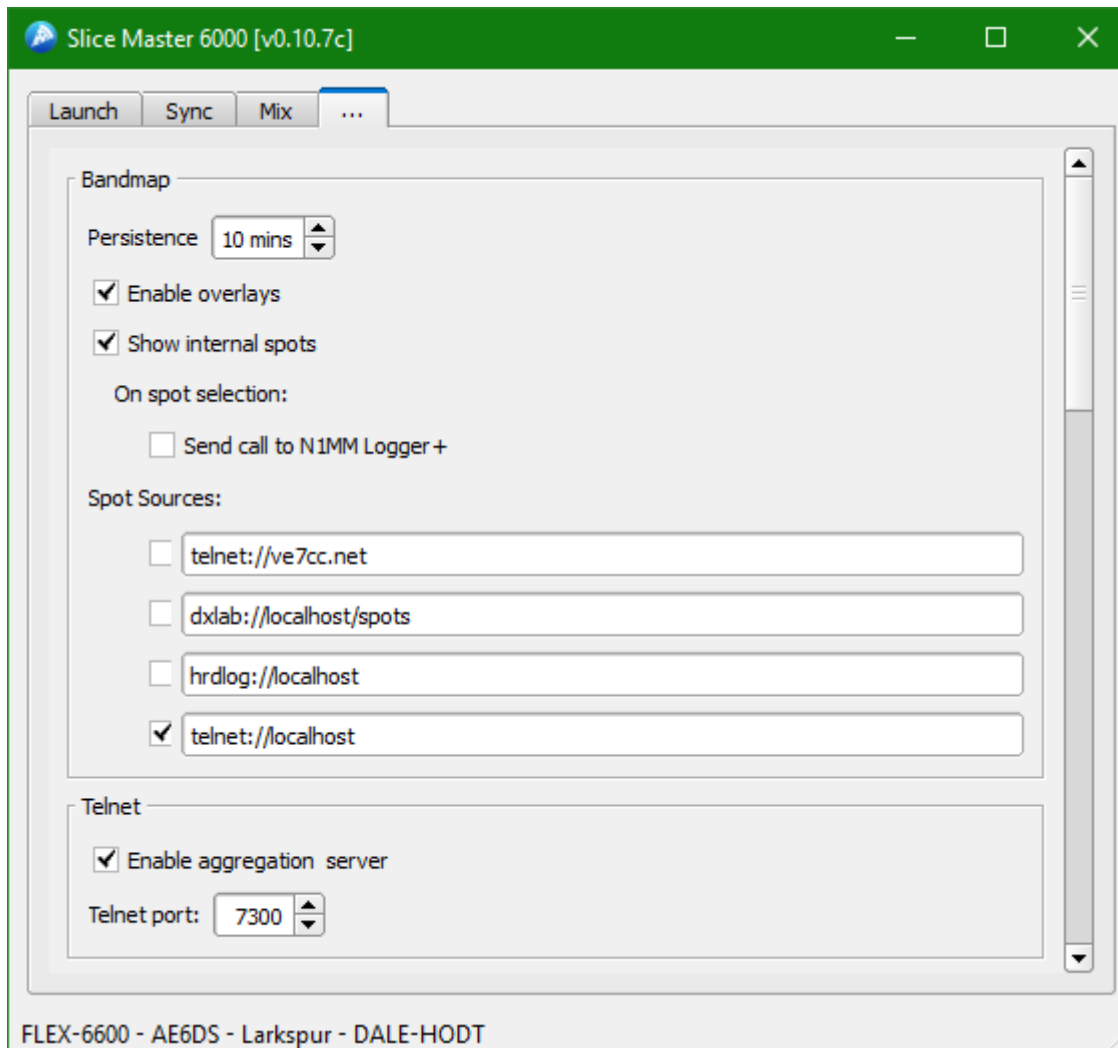 Slice Master 6000 [v0.10.7c]
Launch Sync Mix ...
Bandmap
Persistence 10 mins
Enable overlays
Show internal spots
On spot selection:
Send call to N1MM Logger+
Spot Sources:
telnet://ve7cc.net
dxlab://localhost/spots
hrdlog://localhost
telnet://localhost
Telnet
Enable aggregation server
Telnet port: 7300
FLEX-6600 - AE6DS - Larkspur - DALE-HODT